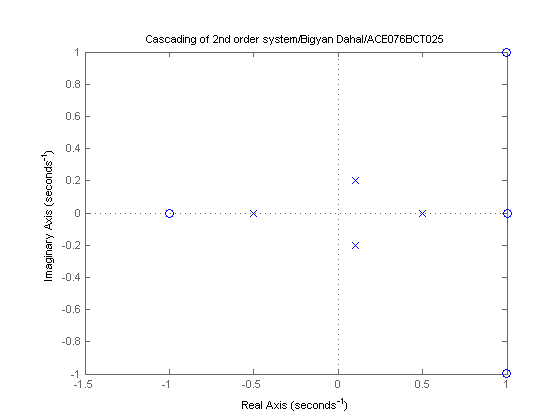 Cascading of 2nd order system/Bigyan Dahal/ACE076BCT025
1
0.8
0.6
0.4
0.2
0
-0.2
-0.4
-0.6
-0.8
-1
Imaginary Axis (seconds⁻¹)
-1.5 -1 -0.5 0 0.5 1
Real Axis (seconds⁻¹)